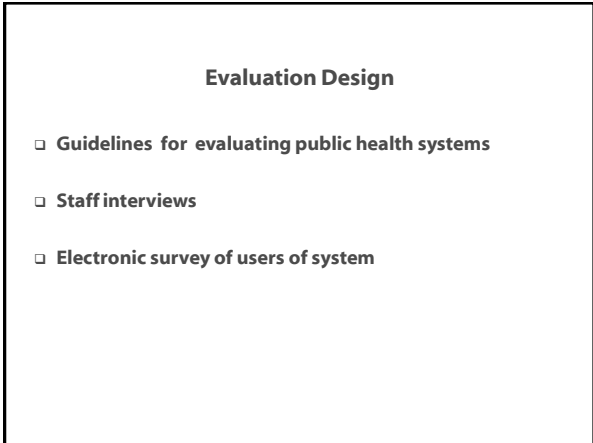 Evaluation Design
❑ Guidelines for evaluating public health systems
❑ Staff interviews
❑ Electronic survey of users of system